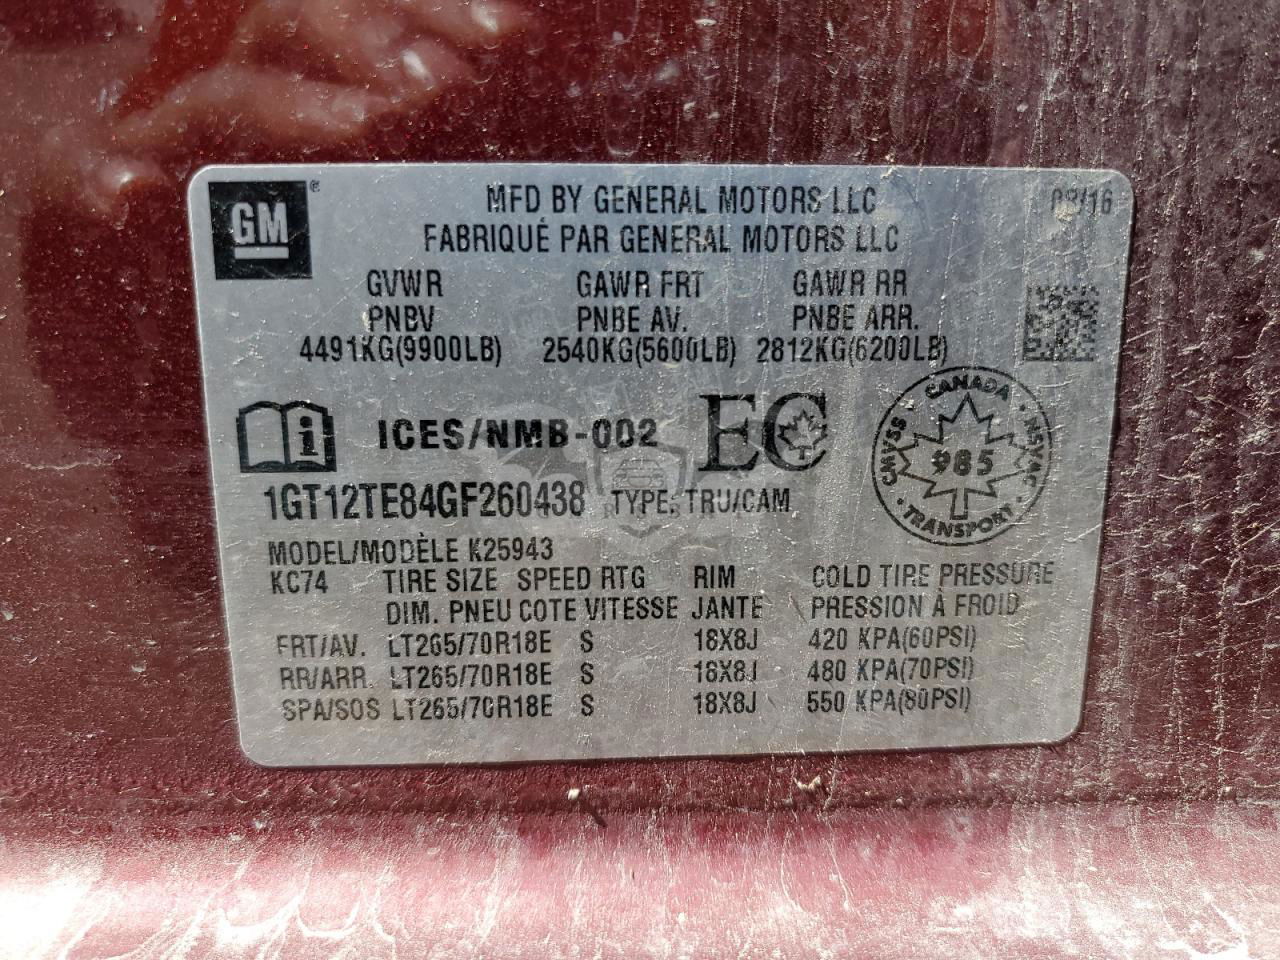 GM ®
MFD BY GENERAL MOTORS LLC
FABRIQUÉ PAR GENERAL MOTORS LLC
GVWR GAWR FRT GAWR RR
PNBV PNBE AV. PNBE ARR.
4491KG(9900LB) 2540KG(5600LB) 2812KG(6200LB)
i ICES/NMB-002 EC
CANADA
CMVSS 985 NSVAC
TRANSPORT
1GT12TE84GF260438 TYPE: TRU/CAM
MODEL/MODÈLE K25943
KC74 TIRE SIZE SPEED RTG RIM COLD TIRE PRESSURE
DIM. PNEU COTE VITESSE JANTE PRESSION À FROID
FRT/AV. LT265/70R18E S 18X8J 420 KPA(60PSI)
RR/ARR. LT265/70R18E S 18X8J 480 KPA(70PSI)
SPA/SOS LT265/70R18E S 18X8J 550 KPA(80PSI)